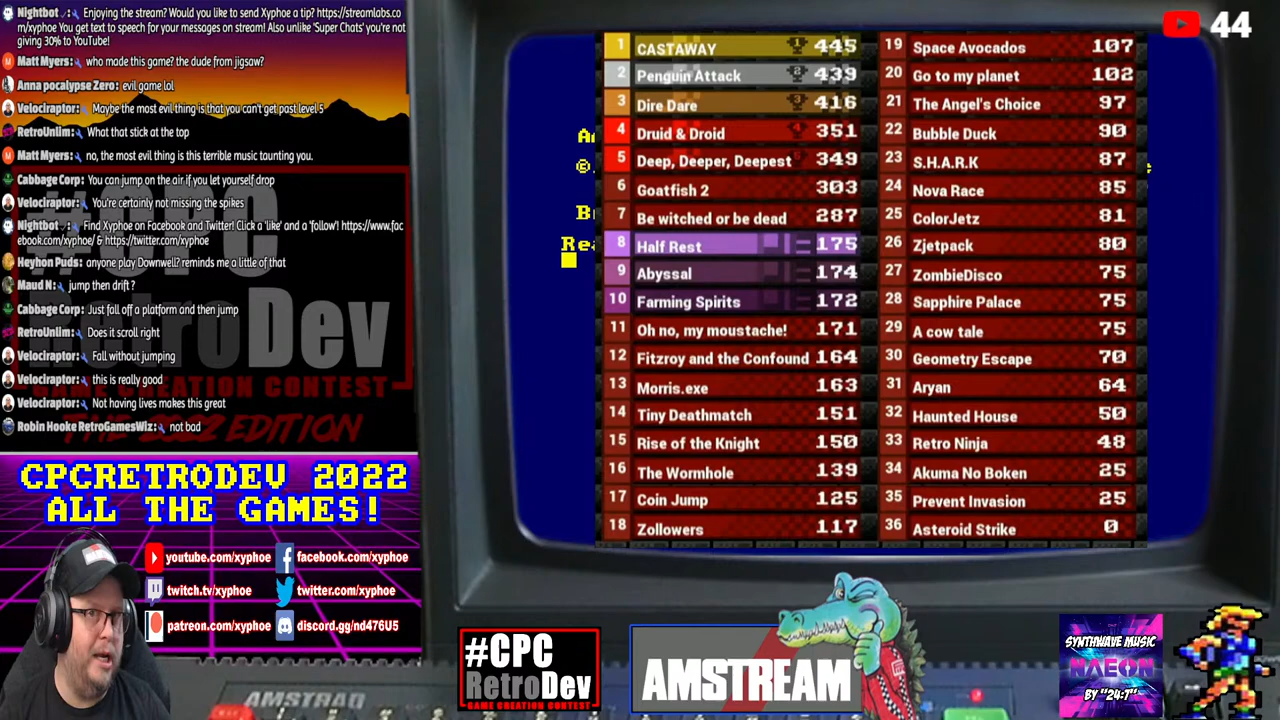 Nightbot: Enjoying the stream? Would you like to send Xyphoe a tip? https://streamlabs.co
m/xyphoe You get text to speech for your messages on stream! Also unlike 'Super Chats' you're not
giving 30% to YouTube!
Matt Myers: who made this game? the dude from jigsaw?
Anna pocalypse Zero: evil game lol
Velociraptor: Maybe the most evil thing is that you can't get past level 5
RetroUnlim: What that stick at the top
Matt Myers: no, the most evil thing is this terrible music taunting you.
Cabbage Corp: You can jump on the air if you let yourself drop
Velociraptor: You're certainly not missing the spikes
Nightbot: Find Xyphoe on Facebook and Twitter! Click a 'like' and a 'follow'! https://www.fac
ebook.com/xyphoe/ & https://twitter.com/xyphoe
Heyhon Puds: anyone play Downwell? reminds me a little of that
Maud N: jump then drift ?
Cabbage Corp: Just fall off a platform and then jump
RetroUnlim: Does it scroll right
Velociraptor: Fall without jumping
Velociraptor: this is really good
Velociraptor: Not having lives makes this great
Robin Hooke RetroGamesWiz: not bad
#CPC
RetroDev
GAME CREATION CONTEST
THE 2022 EDITION
CPCRETRODEV 2022
ALL THE GAMES!
youtube.com/xyphoe
facebook.com/xyphoe
twitch.tv/xyphoe
twitter.com/xyphoe
patreon.com/xyphoe
discord.gg/nd476U5
44
1 CASTAWAY 445
2 Penguin Attack 439
3 Dire Dare 416
4 Druid & Droid 351
5 Deep, Deeper, Deepest 349
6 Goatfish 2 303
7 Be witched or be dead 287
8 Half Rest 175
9 Abyssal 174
10 Farming Spirits 172
11 Oh no, my moustache! 171
12 Fitzroy and the Confound 164
13 Morris.exe 163
14 Tiny Deathmatch 151
15 Rise of the Knight 150
16 The Wormhole 139
17 Coin Jump 125
18 Zollowers 117
19 Space Avocados 107
20 Go to my planet 102
21 The Angel's Choice 97
22 Bubble Duck 90
23 S.H.A.R.K 87
24 Nova Race 85
25 ColorJetz 81
26 Zjetpack 80
27 ZombieDisco 75
28 Sapphire Palace 75
29 A cow tale 75
30 Geometry Escape 70
31 Aryan 64
32 Haunted House 50
33 Retro Ninja 48
34 Akuma No Boken 25
35 Prevent Invasion 25
36 Asteroid Strike 0
AMSTRAD
#CPC
RetroDev
GAME CREATION CONTEST
AMSTREAM
SYNTHWAVE MUSIC
NAEON
BY "24:7"